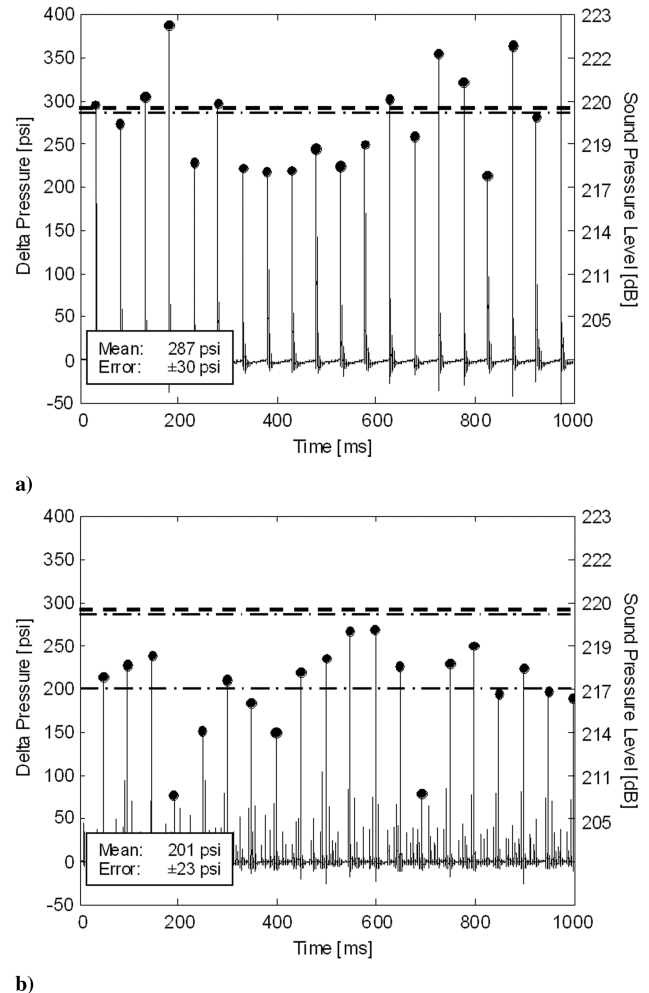 400
350
300
250
200
150
100
50
0
-50
Delta Pressure [psi]
223
222
220
219
217
214
211
205
Sound Pressure Level [dB]
Mean: 287 psi
Error: ±30 psi
0 200 400 600 800 1000
Time [ms]
a)
400
350
300
250
200
150
100
50
0
-50
Delta Pressure [psi]
223
222
220
219
217
214
211
205
Sound Pressure Level [dB]
Mean: 201 psi
Error: ±23 psi
0 200 400 600 800 1000
Time [ms]
b)